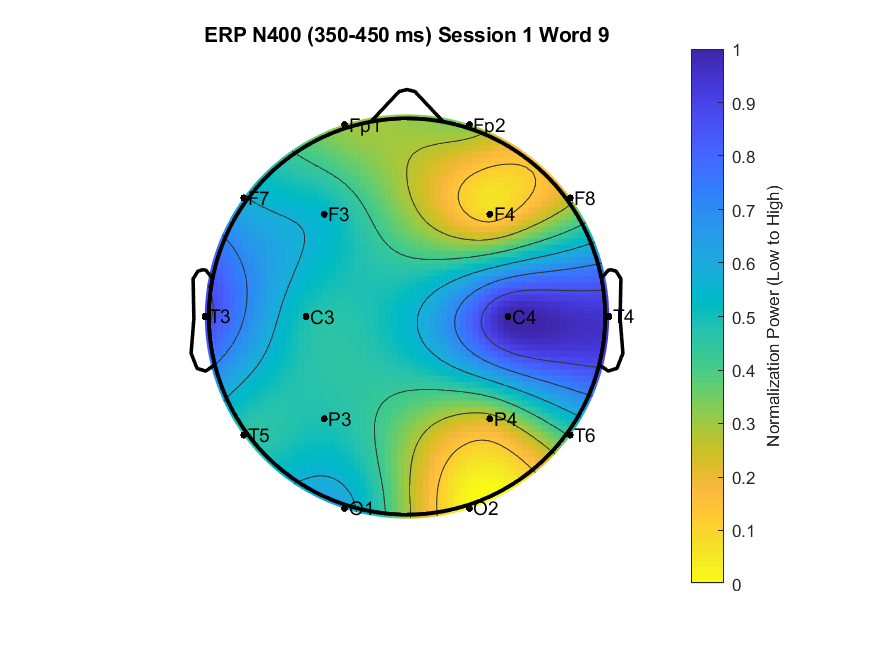 ERP N400 (350-450 ms) Session 1 Word 9
Fp1
Fp2
F7
F3
F4
F8
T3
C3
C4
T4
T5
P3
P4
T6
O1
O2
1
0.9
0.8
0.7
0.6
0.5
0.4
0.3
0.2
0.1
0
Normalization Power (Low to High)